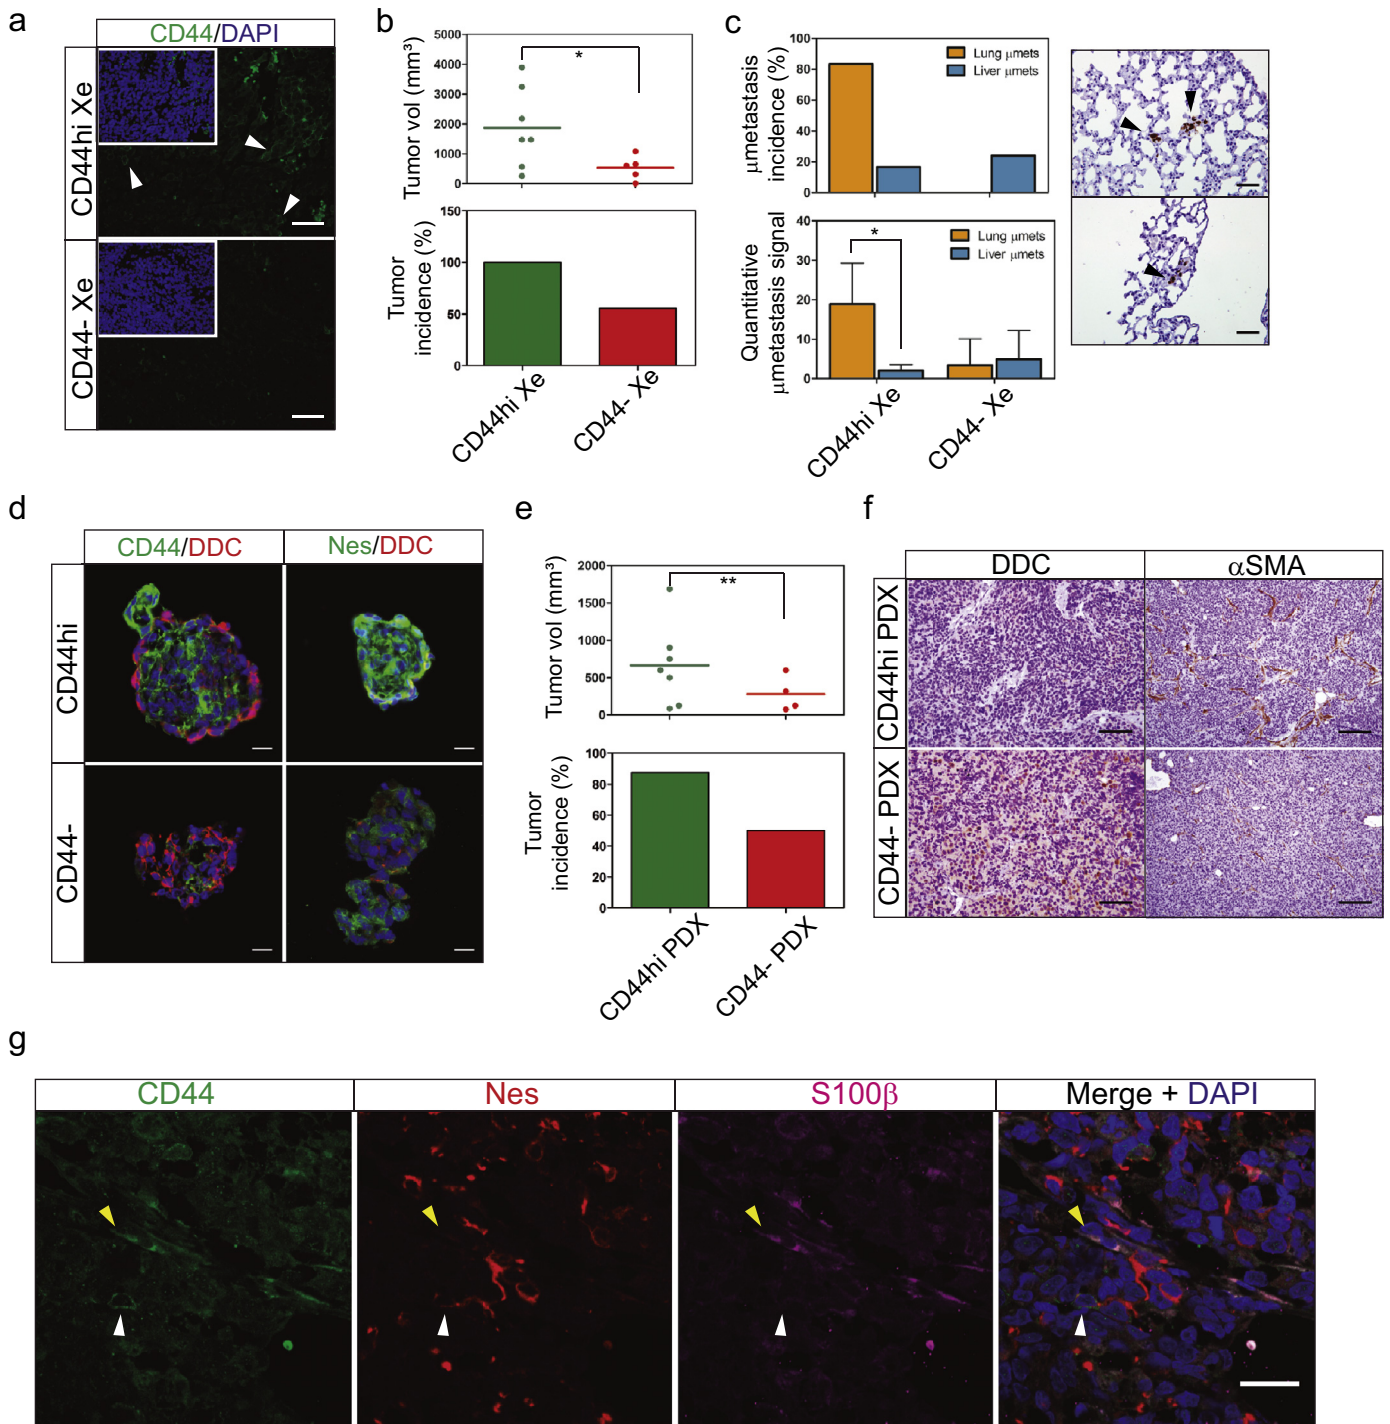 a
CD44/DAPI
CD44hi Xe
CD44- Xe
b
Tumor vol (mm³)
5000
4000
3000
2000
1000
0
*
Tumor
incidence (%)
150
100
50
0
CD44hi Xe
CD44- Xe
c
μmetastasis
incidence (%)
100
80
60
40
20
0
Lung μmets
Liver μmets
Quantitative
μmetastasis signal
40
30
20
10
0
*
Lung μmets
Liver μmets
CD44hi Xe
CD44- Xe
d
CD44/DDC
Nes/DDC
CD44hi
CD44-
e
Tumor vol (mm³)
2000
1500
1000
500
0
**
Tumor
incidence (%)
100
80
60
40
20
0
CD44hi PDX
CD44- PDX
f
DDC
αSMA
CD44hi PDX
CD44- PDX
g
CD44
Nes
S100β
Merge + DAPI